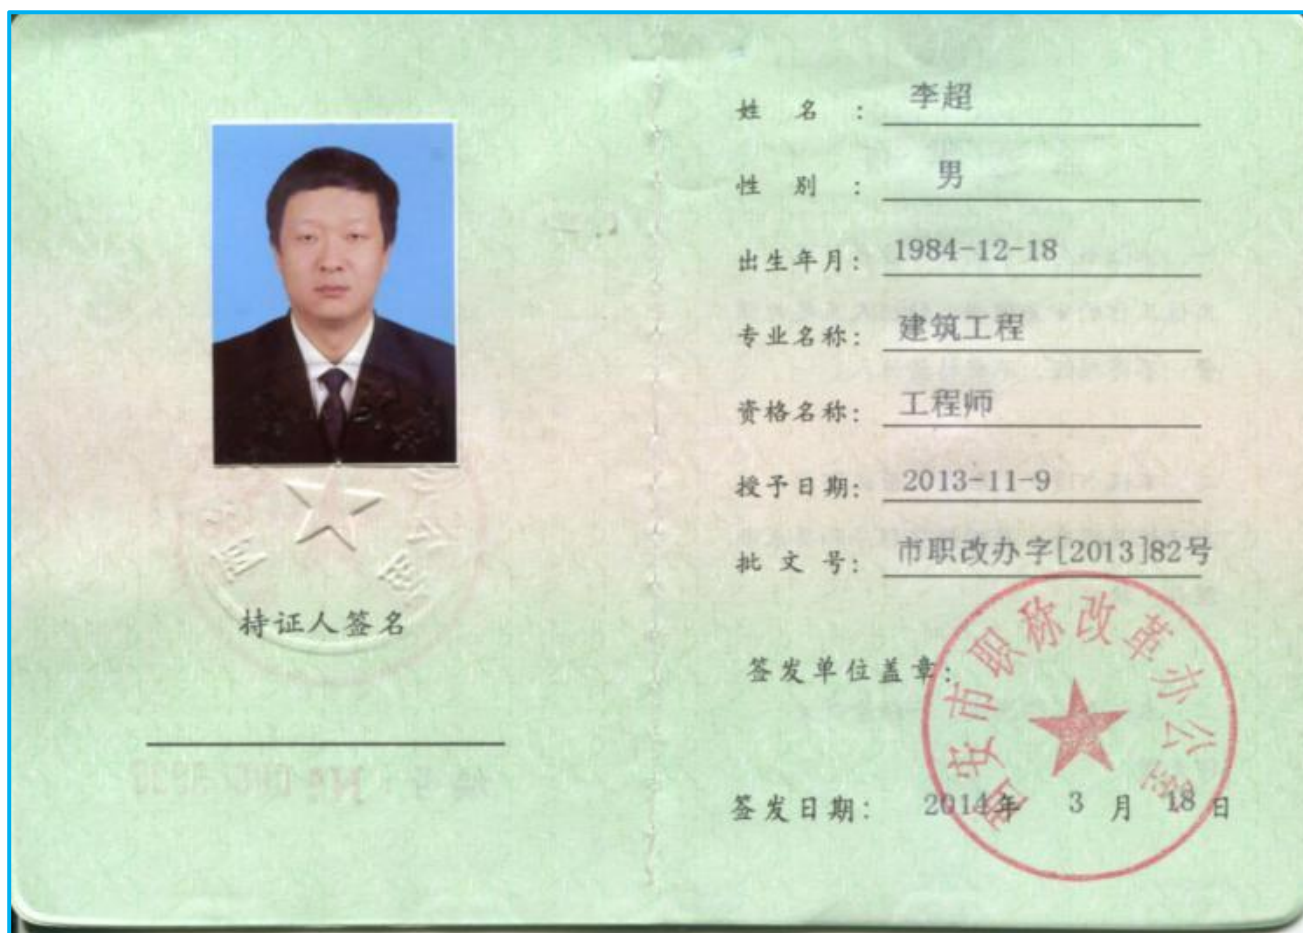 持证人签名
姓 名 : 李超
性 别 : 男
出生年月: 1984-12-18
专业名称: 建筑工程
资格名称: 工程师
授予日期: 2013-11-9
批 文 号: 市职改办字[2013]82号
签发单位盖章:
西安市职称改革办公室
签发日期: 2014年 3 月 18 日